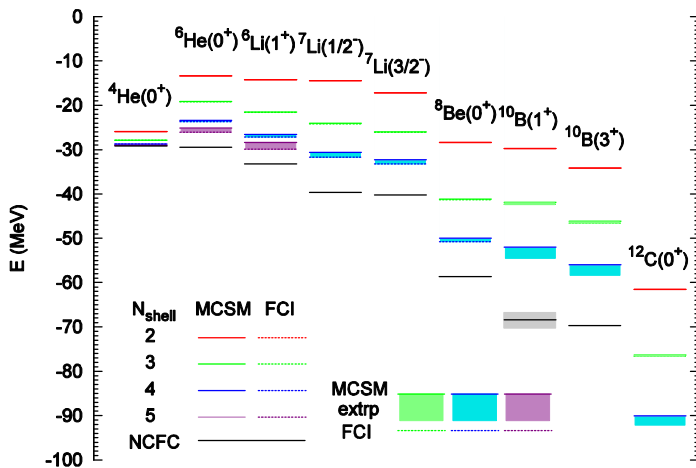 0
-10
-20
-30
-40
-50
-60
-70
-80
-90
-100
E (MeV)
⁴He(0⁺)
⁶He(0⁺) ⁶Li(1⁺) ⁷Li(1/2⁻) ⁷Li(3/2⁻)
⁸Be(0⁺) ¹⁰B(1⁺) ¹⁰B(3⁺)
¹²C(0⁺)
N_shell MCSM FCI
2
3
4
5
NCFC
MCSM
extrp
FCI